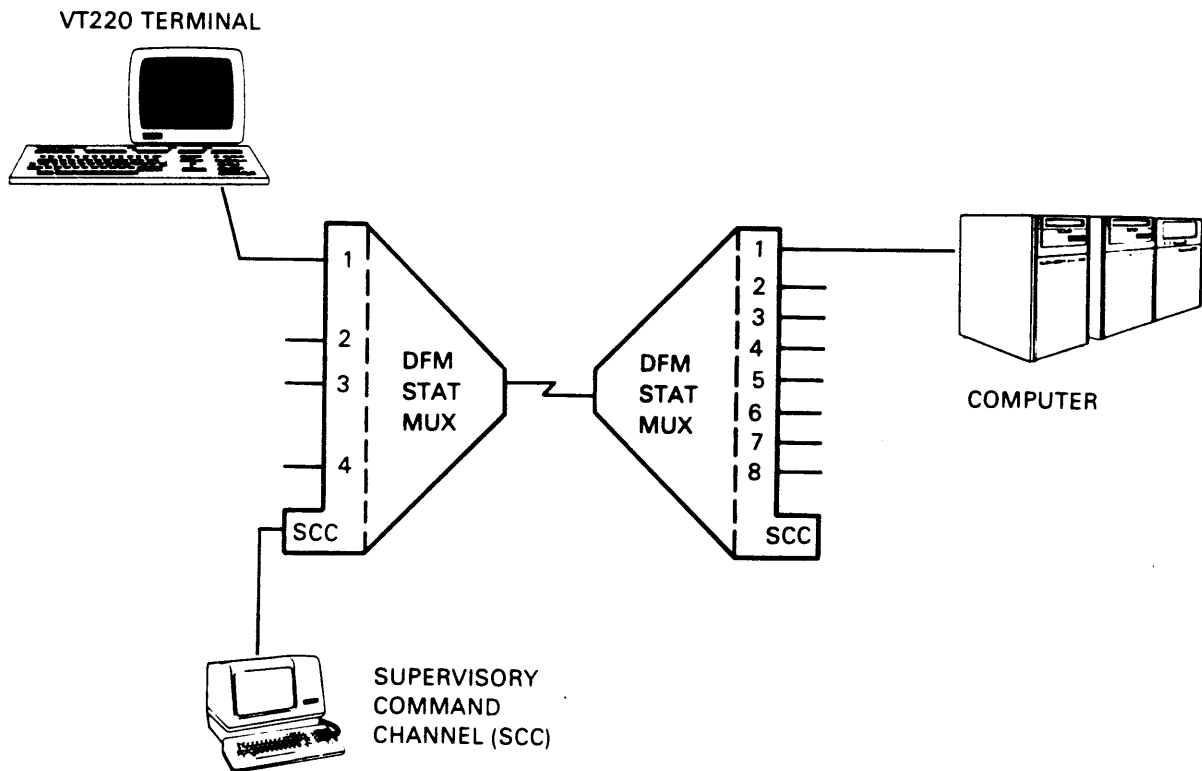 VT220 TERMINAL
1
2
3
4
SCC
DFM
STAT
MUX
DFM
STAT
MUX
1
2
3
4
5
6
7
8
SCC
COMPUTER
SUPERVISORY
COMMAND
CHANNEL (SCC)